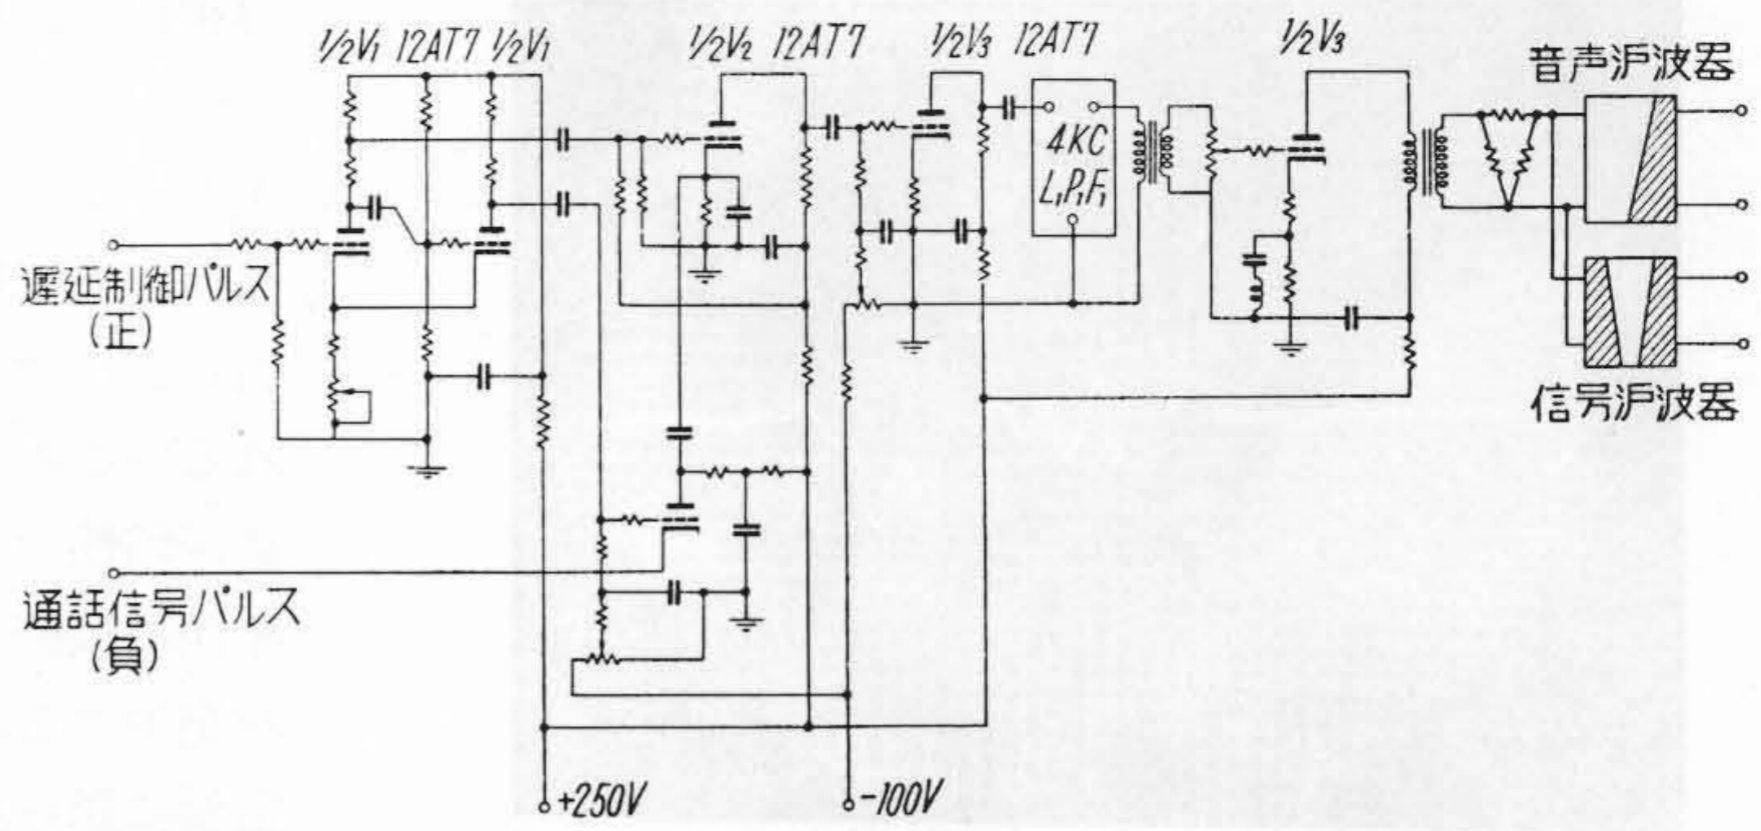 ½V₁ 12AT7 ½V₁
½V₂ 12AT7
½V₃ 12AT7
½V₃
音声沪波器
4KC
L,P,F,
遅延制御パルス
(正)
信号沪波器
通話信号パルス
(負)
+250V
-100V